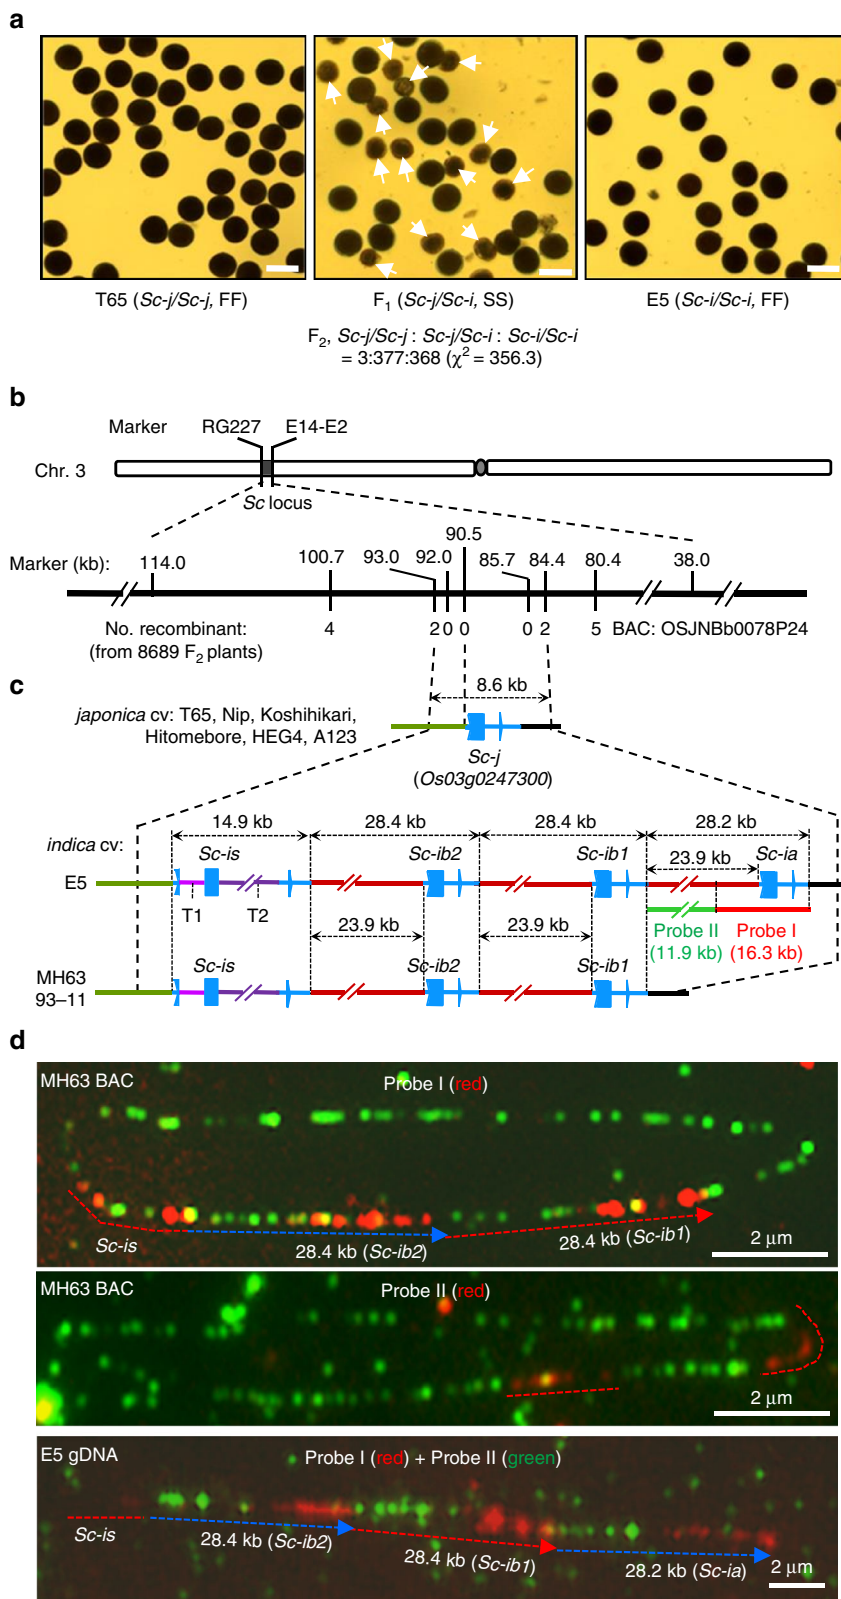 a
T65 (Sc-j/Sc-j, FF)
F1 (Sc-j/Sc-i, SS)
E5 (Sc-i/Sc-i, FF)
F2, Sc-j/Sc-j : Sc-j/Sc-i : Sc-i/Sc-i
= 3:377:368 (χ² = 356.3)
b
Marker RG227 E14-E2
Chr. 3
Sc locus
90.5
Marker (kb): 114.0 100.7 93.0 92.0 85.7 84.4 80.4 38.0
No. recombinant: 4 2 0 0 0 2 5 BAC: OSJNBb0078P24
(from 8689 F2 plants)
c
8.6 kb
japonica cv: T65, Nip, Koshihikari,
Hitomebore, HEG4, A123
Sc-j
(Os03g0247300)
14.9 kb 28.4 kb 28.4 kb 28.2 kb
indica cv:
Sc-is Sc-ib2 Sc-ib1 23.9 kb Sc-ia
E5
T1 T2
Probe II Probe I
(11.9 kb) (16.3 kb)
23.9 kb 23.9 kb
Sc-is Sc-ib2 Sc-ib1
MH63
93–11
d
MH63 BAC Probe I (red)
Sc-is
28.4 kb (Sc-ib2)
28.4 kb (Sc-ib1)
2 μm
MH63 BAC Probe II (red)
2 μm
E5 gDNA Probe I (red) + Probe II (green)
Sc-is
28.4 kb (Sc-ib2)
28.4 kb (Sc-ib1)
28.2 kb (Sc-ia)
2 μm